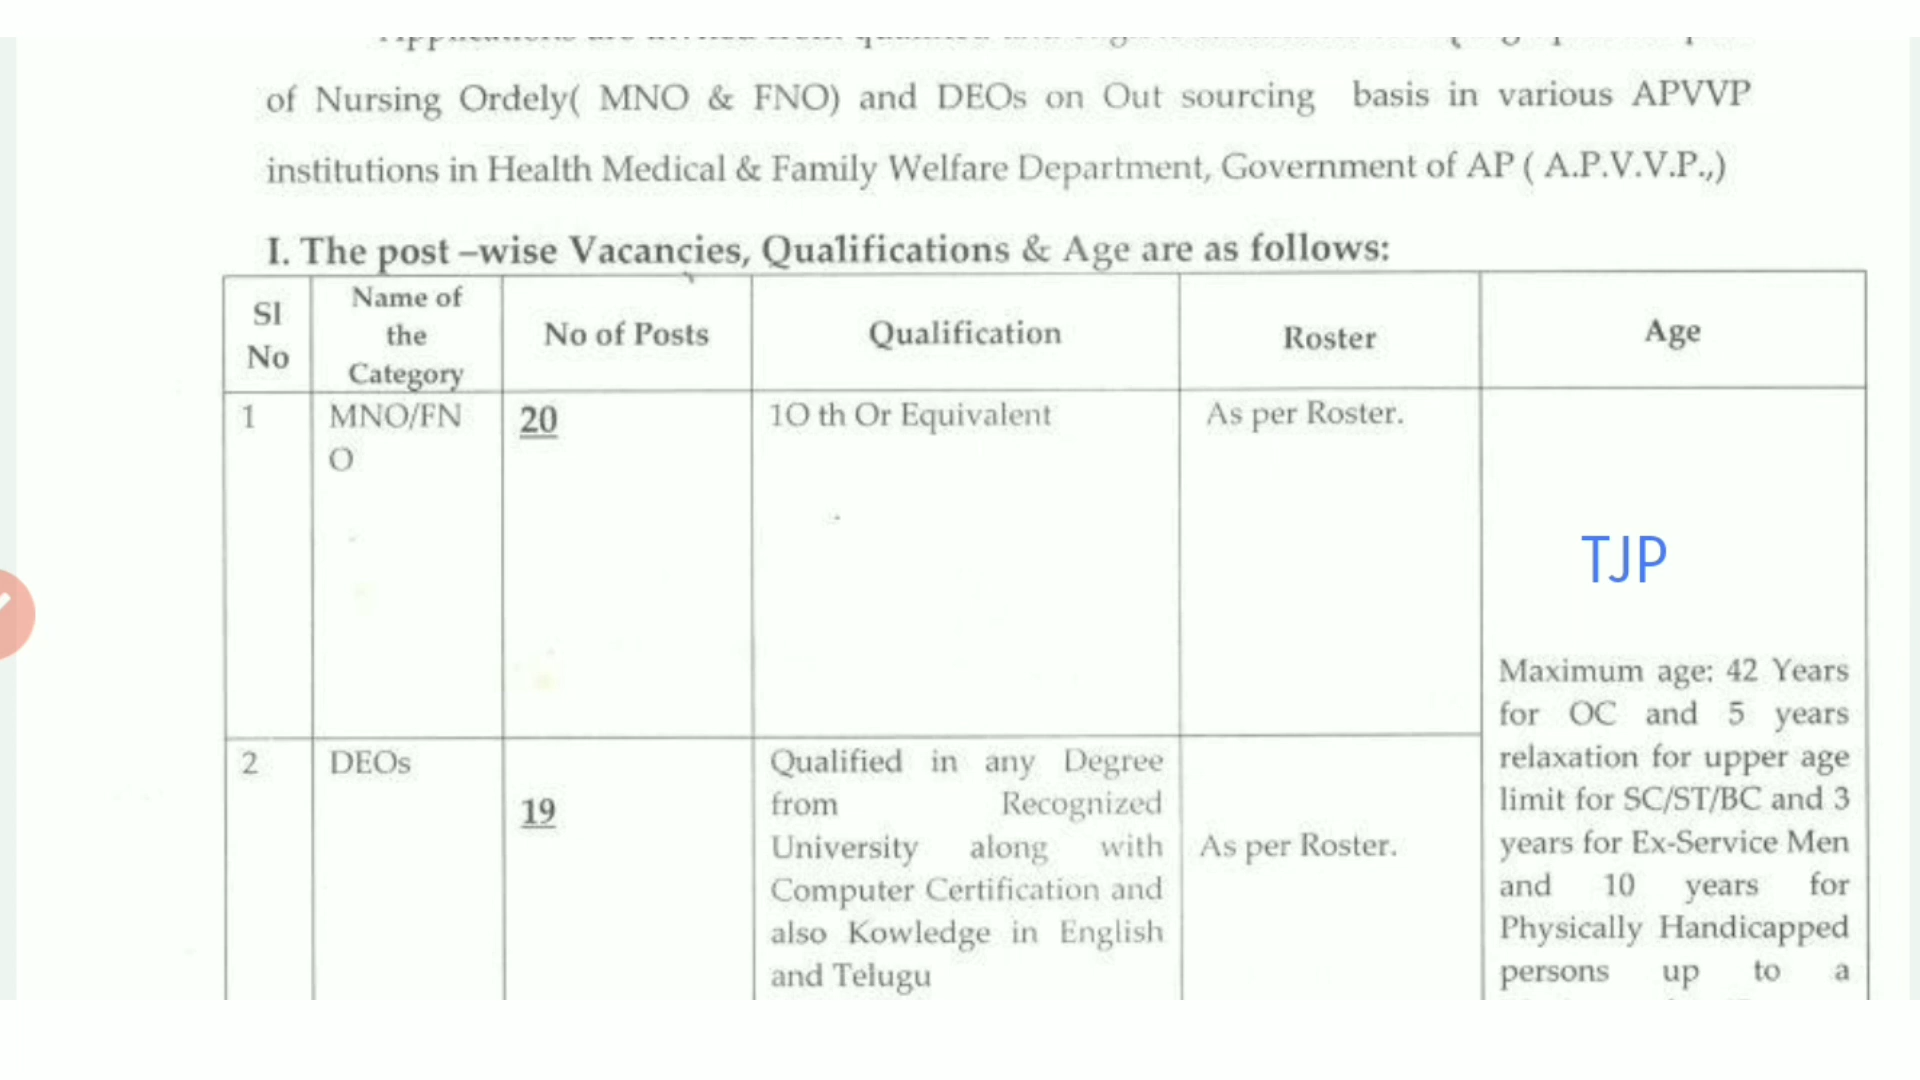 of Nursing Ordely( MNO & FNO) and DEOs on Out sourcing basis in various APVVP
institutions in Health Medical & Family Welfare Department, Government of AP ( A.P.V.V.P.,)
I. The post –wise Vacancies, Qualifications & Age are as follows:
Sl
No
Name of
the
Category
No of Posts
Qualification
Roster
Age
1
MNO/FN
O
20
1O th Or Equivalent
As per Roster.
TJP
2
DEOs
19
Qualified in any Degree
from Recognized
University along with
Computer Certification and
also Kowledge in English
and Telugu
As per Roster.
Maximum age: 42 Years
for OC and 5 years
relaxation for upper age
limit for SC/ST/BC and 3
years for Ex-Service Men
and 10 years for
Physically Handicapped
persons up to a